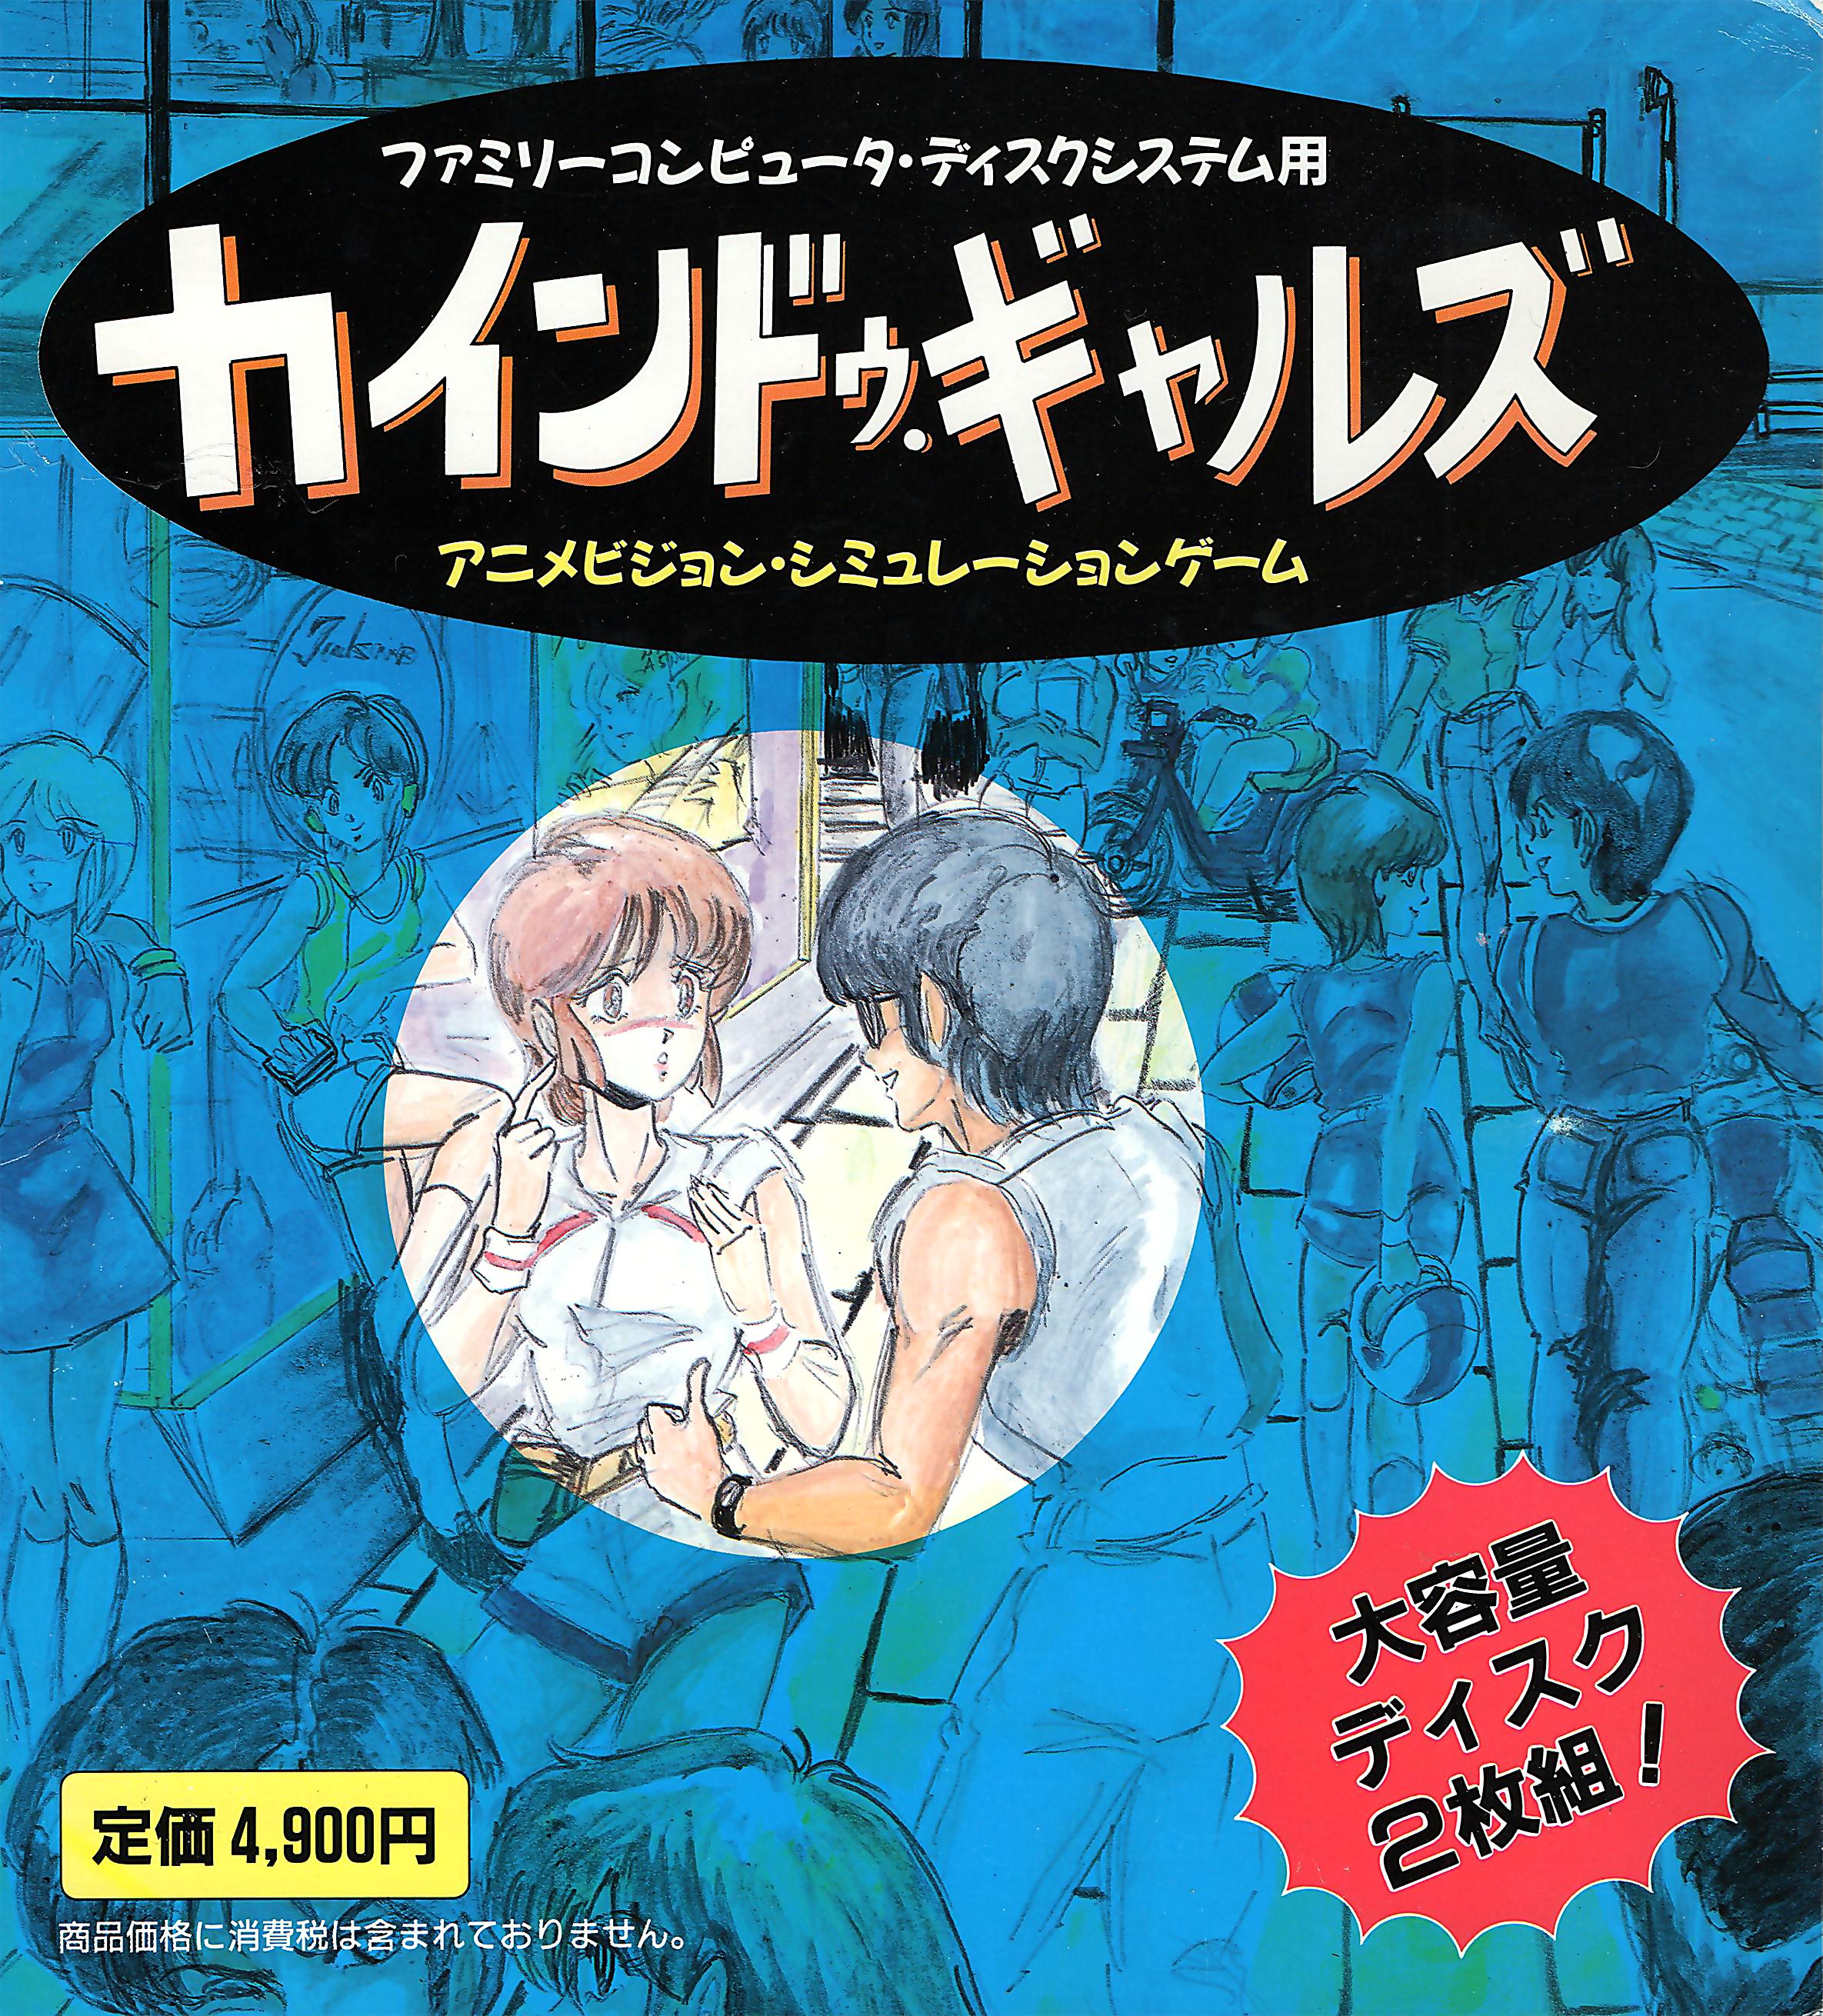 ファミリーコンピュータ・ディスクシステム用
カインドゥ・ギャルズ
アニメビジョン・シミュレーションゲーム
大容量
ディスク
2枚組!
定価 4,900円
商品価格に消費税は含まれておりません。